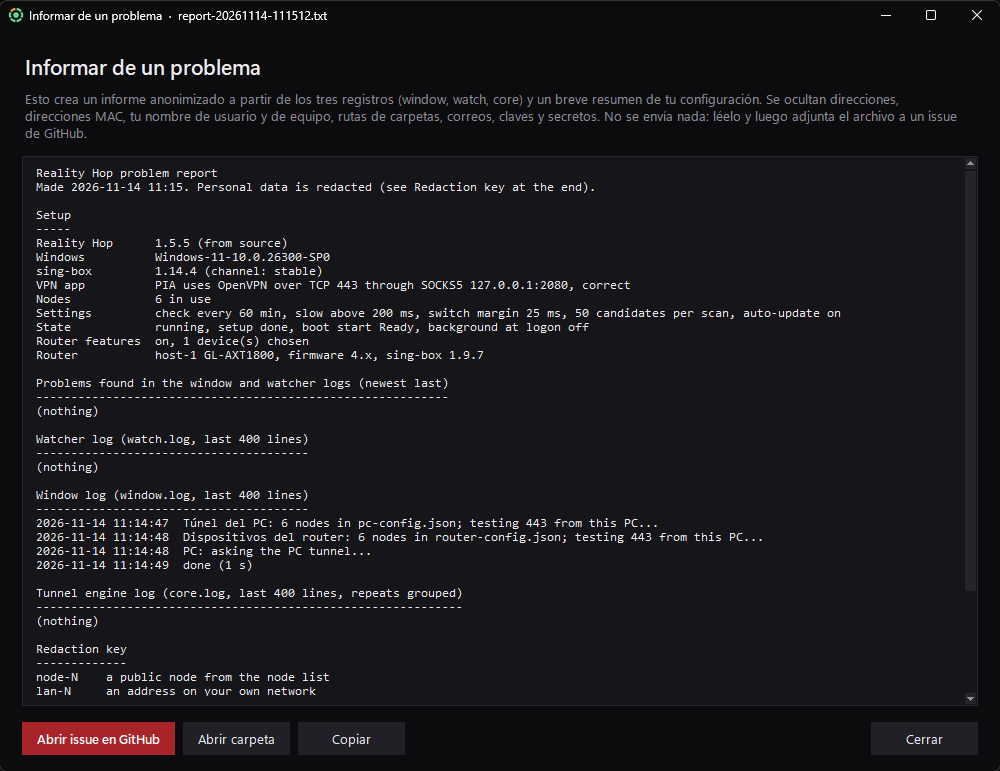 Informar de un problema · report-20261114-111512.txt
Informar de un problema
Esto crea un informe anonimizado a partir de los tres registros (window, watch, core) y un breve resumen de tu configuración. Se ocultan direcciones,
direcciones MAC, tu nombre de usuario y de equipo, rutas de carpetas, correos, claves y secretos. No se envía nada: léelo y luego adjunta el archivo a un issue
de GitHub.
Reality Hop problem report
Made 2026-11-14 11:15. Personal data is redacted (see Redaction key at the end).
Setup
-----
Reality Hop      1.5.5 (from source)
Windows          Windows-11-10.0.26300-SP0
sing-box         1.14.4 (channel: stable)
VPN app          PIA uses OpenVPN over TCP 443 through SOCKS5 127.0.0.1:2080, correct
Nodes            6 in use
Settings         check every 60 min, slow above 200 ms, switch margin 25 ms, 50 candidates per scan, auto-update on
State            running, setup done, boot start Ready, background at logon off
Router features  on, 1 device(s) chosen
Router           host-1 GL-AXT1800, firmware 4.x, sing-box 1.9.7
Problems found in the window and watcher logs (newest last)
-----------------------------------------------------------
(nothing)
Watcher log (watch.log, last 400 lines)
---------------------------------------
(nothing)
Window log (window.log, last 400 lines)
---------------------------------------
2026-11-14 11:14:47  Túnel del PC: 6 nodes in pc-config.json; testing 443 from this PC...
2026-11-14 11:14:48  Dispositivos del router: 6 nodes in router-config.json; testing 443 from this PC...
2026-11-14 11:14:48  PC: asking the PC tunnel...
2026-11-14 11:14:49  done (1 s)
Tunnel engine log (core.log, last 400 lines, repeats grouped)
-------------------------------------------------------------
(nothing)
Redaction key
-------------
node-N    a public node from the node list
lan-N     an address on your own network
Abrir issue en GitHub
Abrir carpeta
Copiar
Cerrar